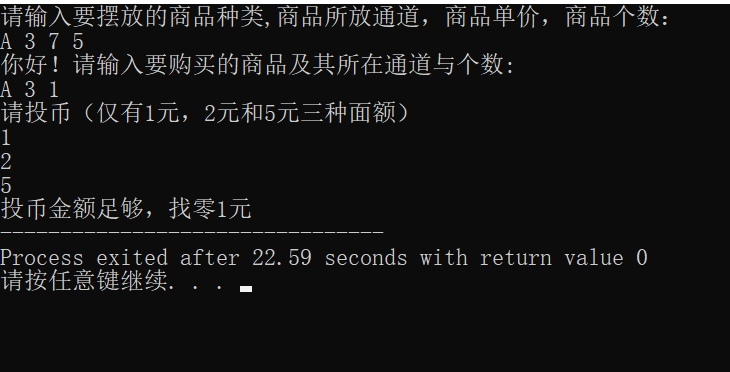 请输入要摆放的商品种类,商品所放通道，商品单价，商品个数：
A 3 7 5
你好！请输入要购买的商品及其所在通道与个数:
A 3 1
请投币（仅有1元，2元和5元三种面额）
1
2
5
投币金额足够，找零1元
--------------------------------
Process exited after 22.59 seconds with return value 0
请按任意键继续. . .